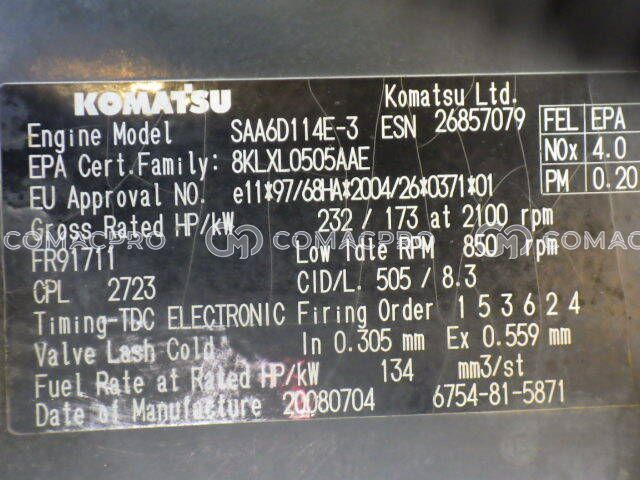 KOMATSU Komatsu Ltd.
Engine Model SAA6D114E-3 ESN 26857079 FEL EPA
EPA Cert.Family: 8KLXL0505AAE NOx 4.0
EU Approval NO. e11*97/68HA*2004/26*0371*01 PM 0.20
Gross Rated HP/kW 232 / 173 at 2100 rpm
COMACPRO CM COMACPRO CM COMACPRO
FR91711 Low Idle RPM 850 rpm
CPL 2723 CID/L. 505 / 8.3
Timing-TDC ELECTRONIC Firing Order 1 5 3 6 2 4
Valve Lash Cold In 0.305 mm Ex 0.559 mm
Fuel Rate at Rated HP/kW 134 mm3/st
Date of Manufacture 20080704 6754-81-5871